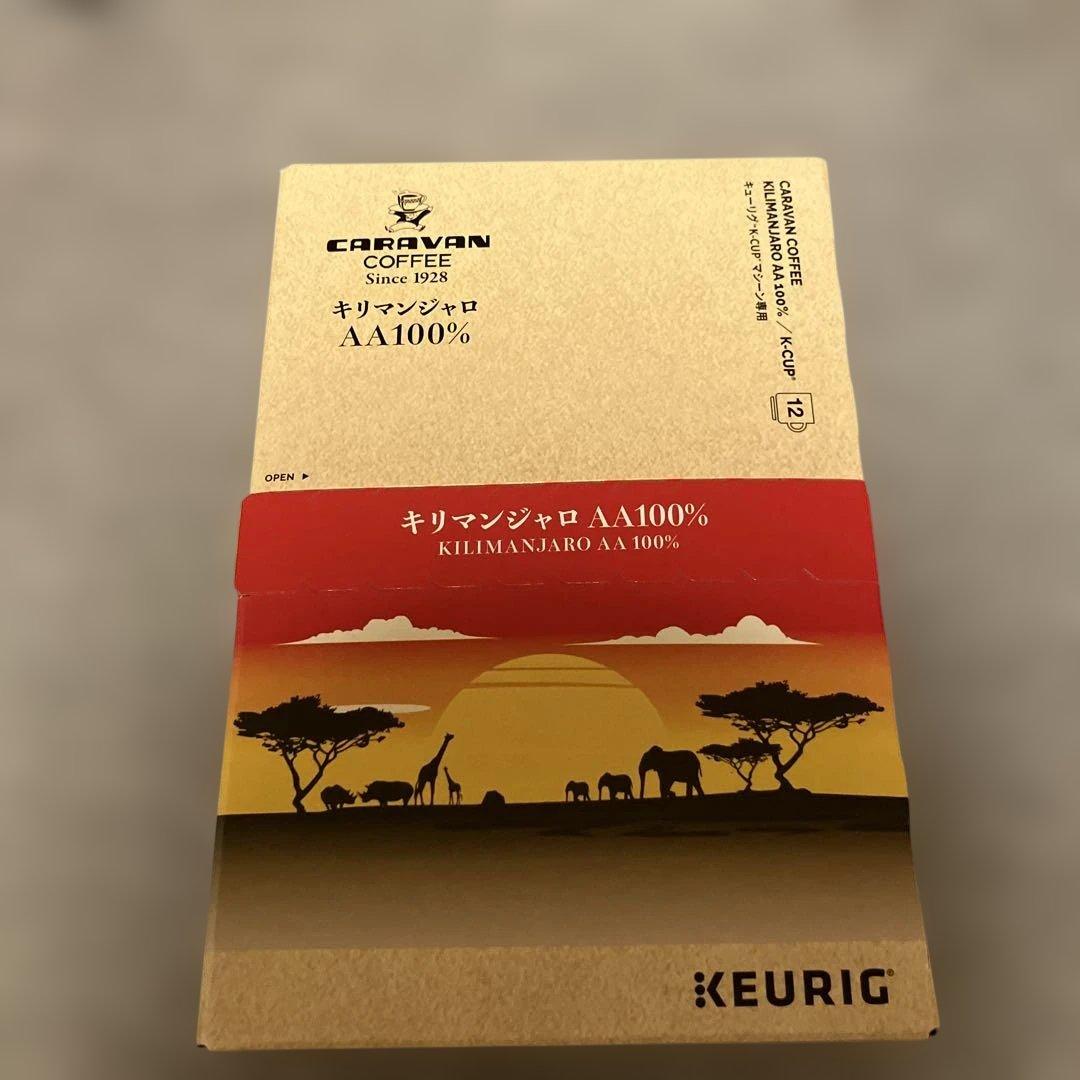 CARAVAN
COFFEE
Since 1928
キリマンジャロ
AA100%
CARAVAN COFFEE
KILIMANJARO AA 100% / K-CUP®
キューリグ®K-CUP®マシーン専用
12
OPEN ▶
キリマンジャロ AA100%
KILIMANJARO AA 100%
KEURIG®